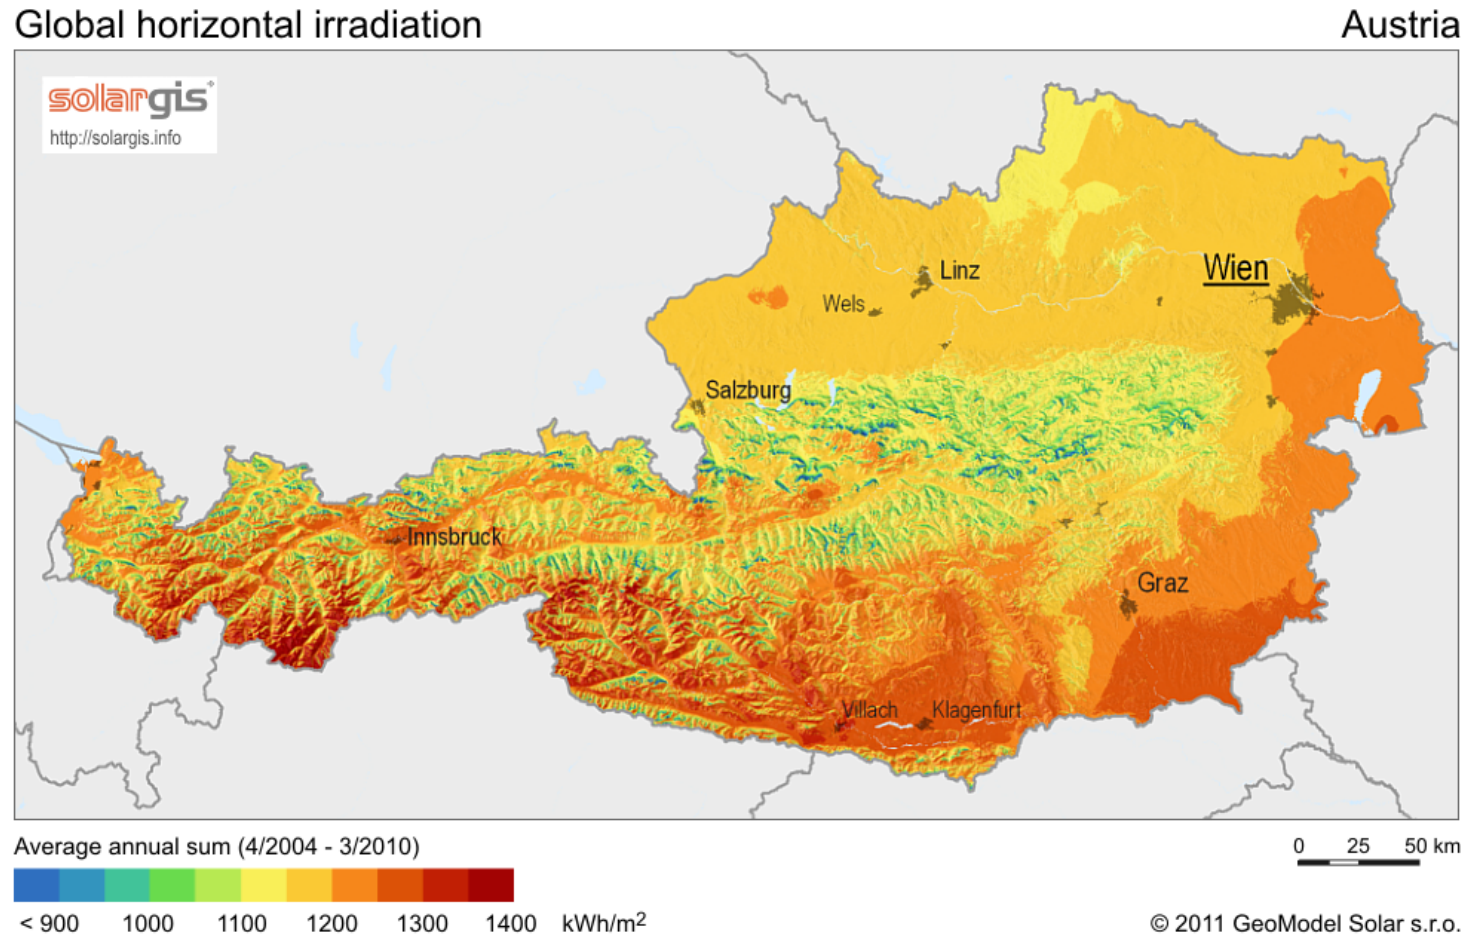 Global horizontal irradiation
Austria
solargis
http://solargis.info
Linz
Wien
Wels
Salzburg
Innsbruck
Graz
Villach
Klagenfurt
Average annual sum (4/2004 - 3/2010)
0 25 50 km
< 900 1000 1100 1200 1300 1400 kWh/m2
© 2011 GeoModel Solar s.r.o.